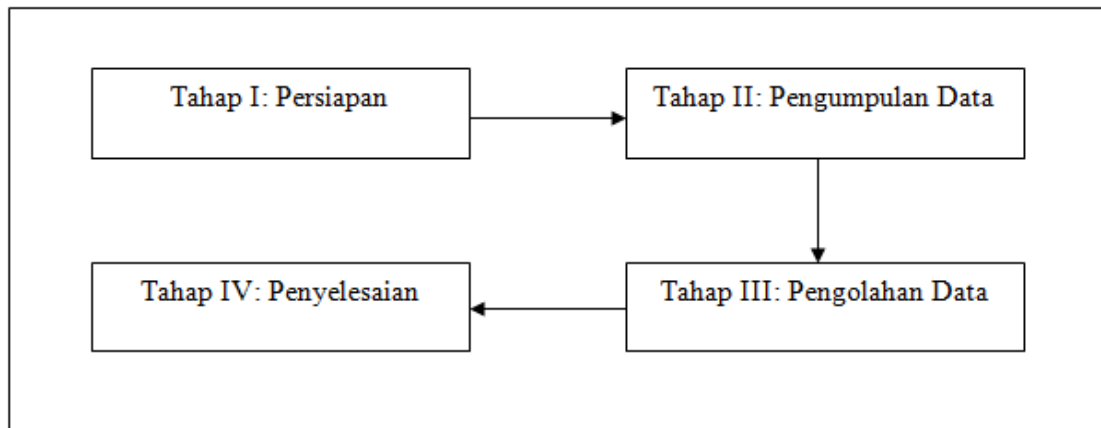 Tahap I: Persiapan
Tahap II: Pengumpulan Data
Tahap III: Pengolahan Data
Tahap IV: Penyelesaian